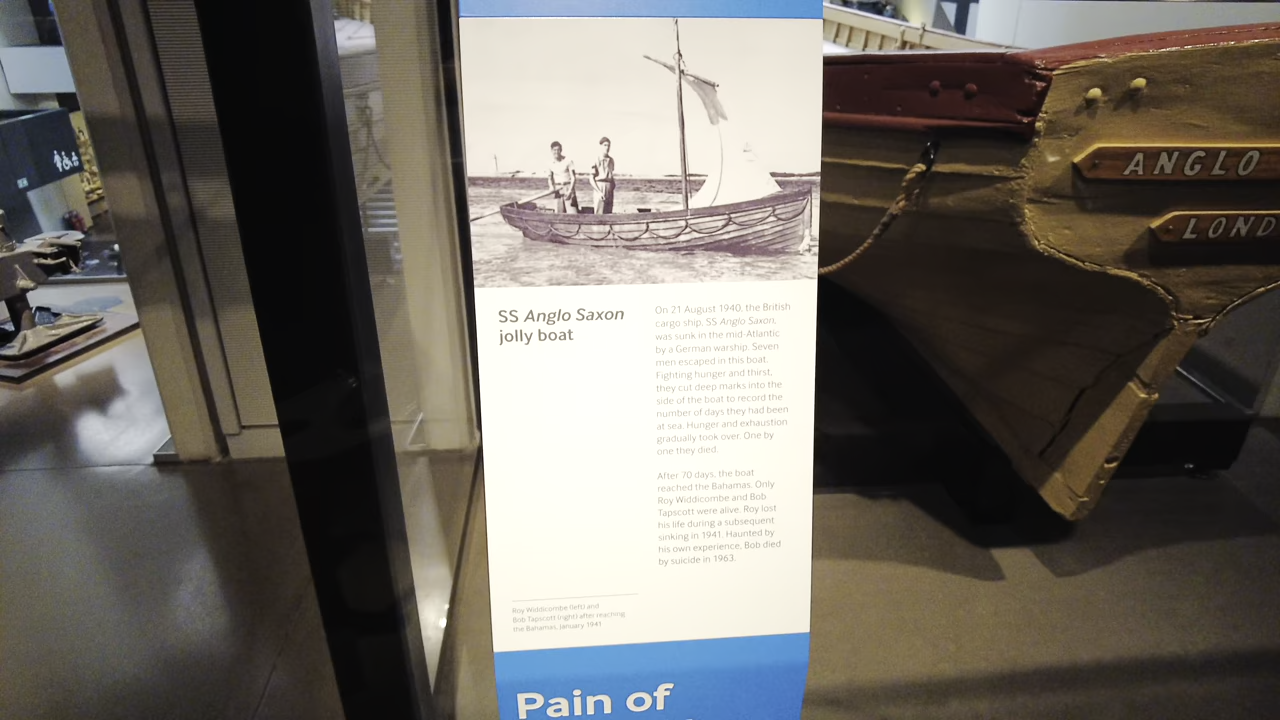 SS Anglo Saxon
jolly boat
On 21 August 1940, the British
cargo ship, SS Anglo Saxon,
was sunk in the mid-Atlantic
by a German warship. Seven
men escaped in this boat.
Fighting hunger and thirst,
they cut deep marks into the
side of the boat to record the
number of days they had been
at sea. Hunger and exhaustion
gradually took over. One by
one they died.
After 70 days, the boat
reached the Bahamas. Only
Roy Widdicombe and Bob
Tapscott were alive. Roy lost
his life during a subsequent
sinking in 1941. Haunted by
his own experience, Bob died
by suicide in 1963.
Roy Widdicombe (left) and
Bob Tapscott (right) after reaching
the Bahamas, January 1941
Pain of
ANGLO
LOND